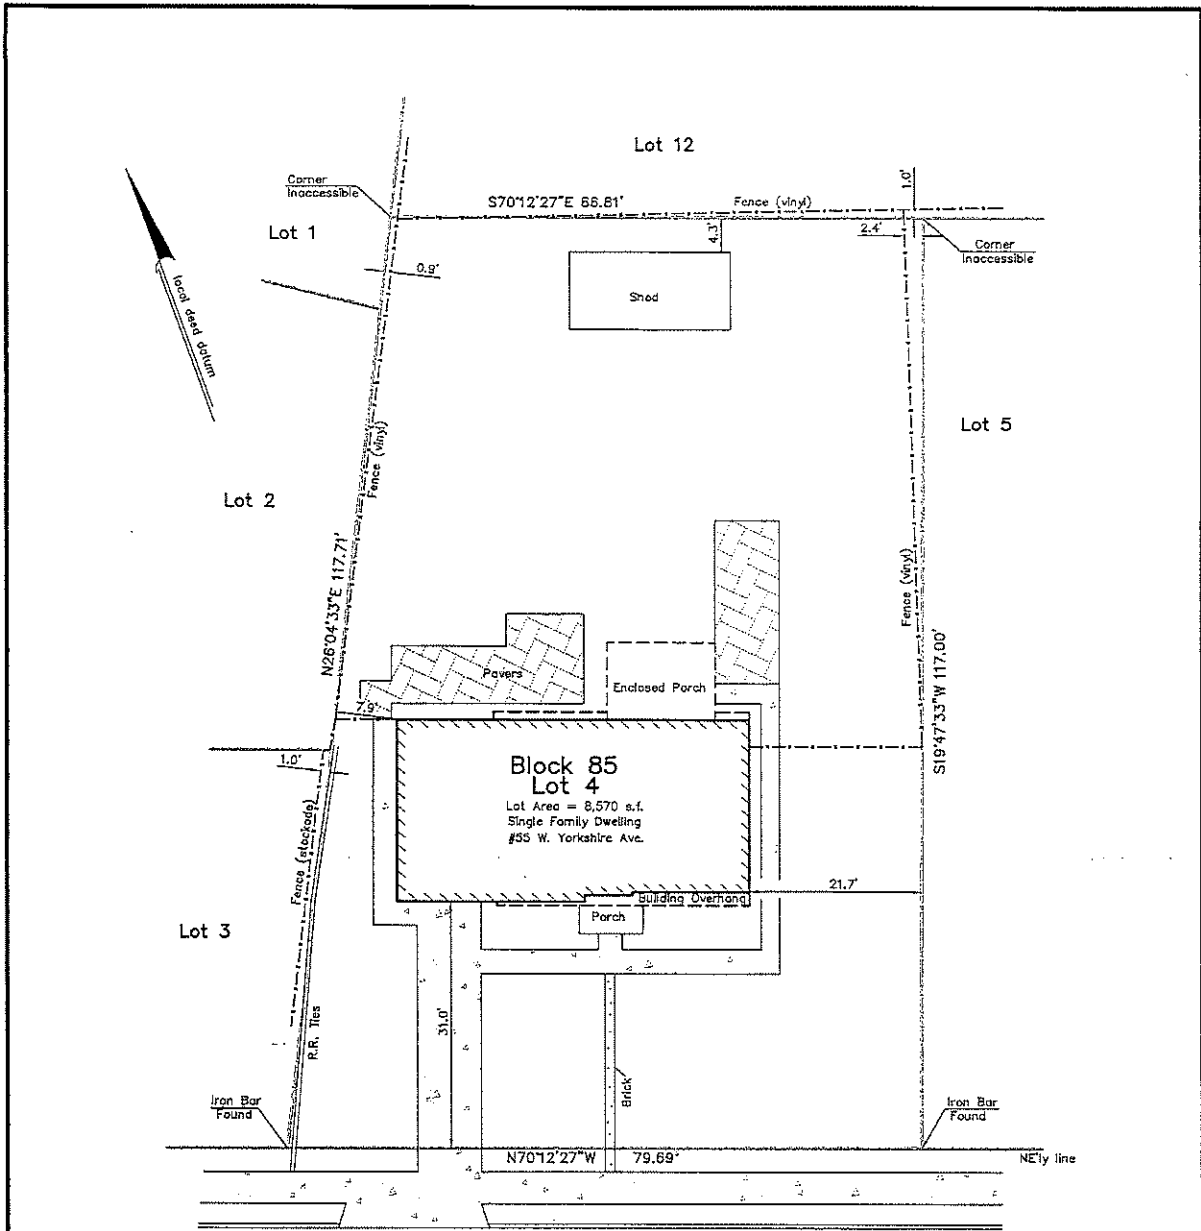 Lot 12
1.0'
Corner
Inaccessible
S70°12'27"E 66.81'
Fence (vinyl)
Lot 1
4.3'
2.4'
Corner
Inaccessible
0.9'
Shed
local deed datum
Lot 5
Fence (vinyl)
Lot 2
N26°04'33"E 117.71'
Fence (vinyl)
S19°47'33"W 117.00'
Pavers
Enclosed Porch
7.9'
1.0'
Block 85
Lot 4
Lot Area = 8,570 s.f.
Single Family Dwelling
#55 W. Yorkshire Ave.
Fence (stockade)
21.7'
Building Overhang
Porch
Lot 3
31.0'
R.R. Ties
Brick
Iron Bar
Found
Iron Bar
Found
N70°12'27"W 79.69'
NE'ly line